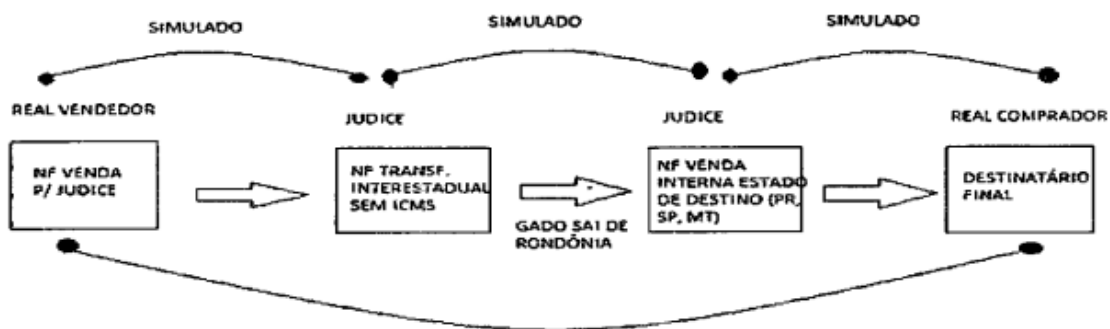 SIMULADO
SIMULADO
SIMULADO
REAL VENDEDOR
JUDICE
JUDICE
REAL COMPRADOR
NF VENDA
P/ JUDICE
NF TRANSF.
INTERESTADUAL
SEM ICMS
GADO SAI DE
RONDÔNIA
NF VENDA
INTERNA ESTADO
DE DESTINO (PR,
SP, MT)
DESTINATÁRIO
FINAL